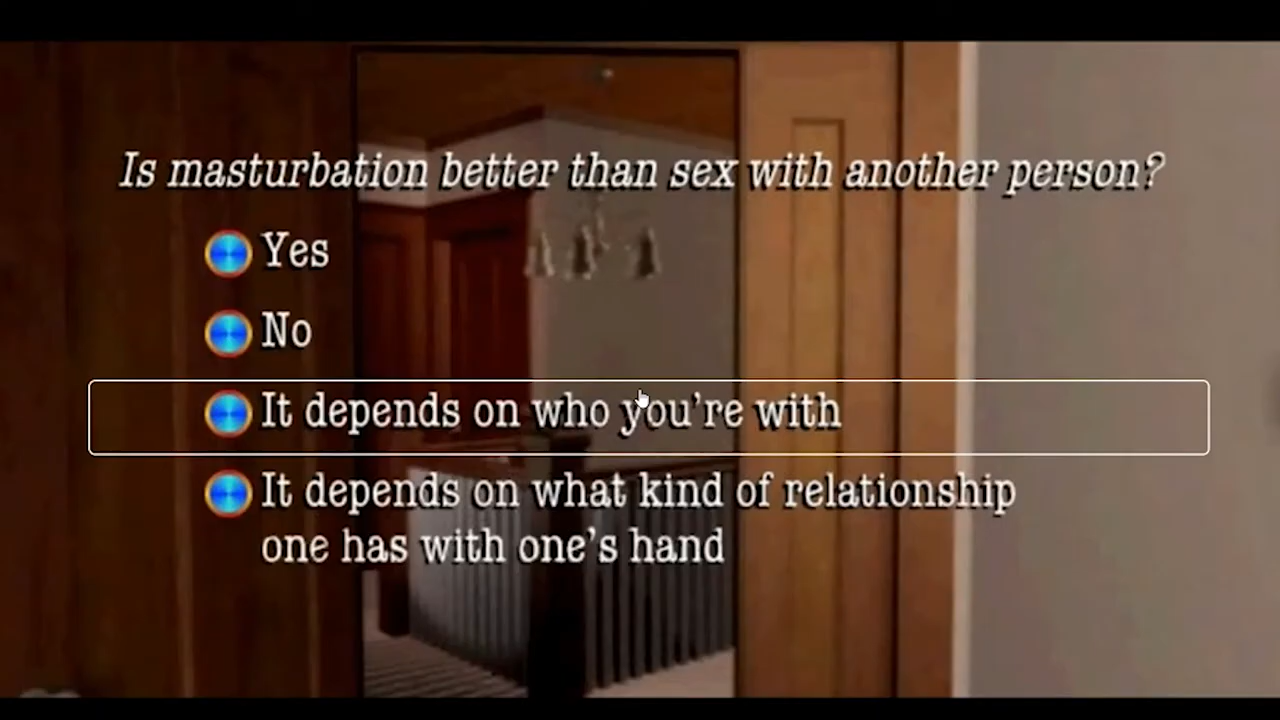 Is masturbation better than sex with another person?
Yes
No
It depends on who you're with
It depends on what kind of relationship
one has with one's hand